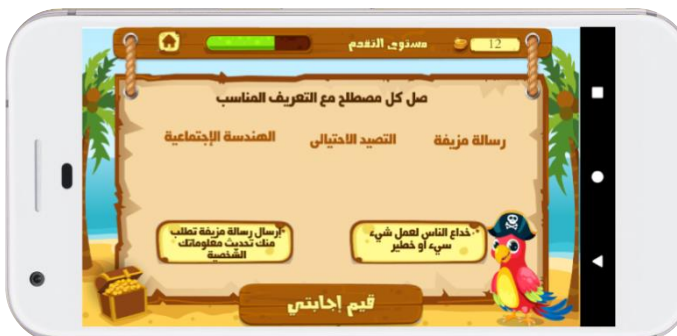 مستوى التقدم
12
صل كل مصطلح مع التعريف المناسب
رسالة مزيفة
التصيد الاحتيالى
الهندسة الإجتماعية
خداع الناس لعمل شيء
سيء أو خطير
إرسال رسالة مزيفة تطلب
منك تحديث معلوماتك
الشخصية
قيم إجابتي